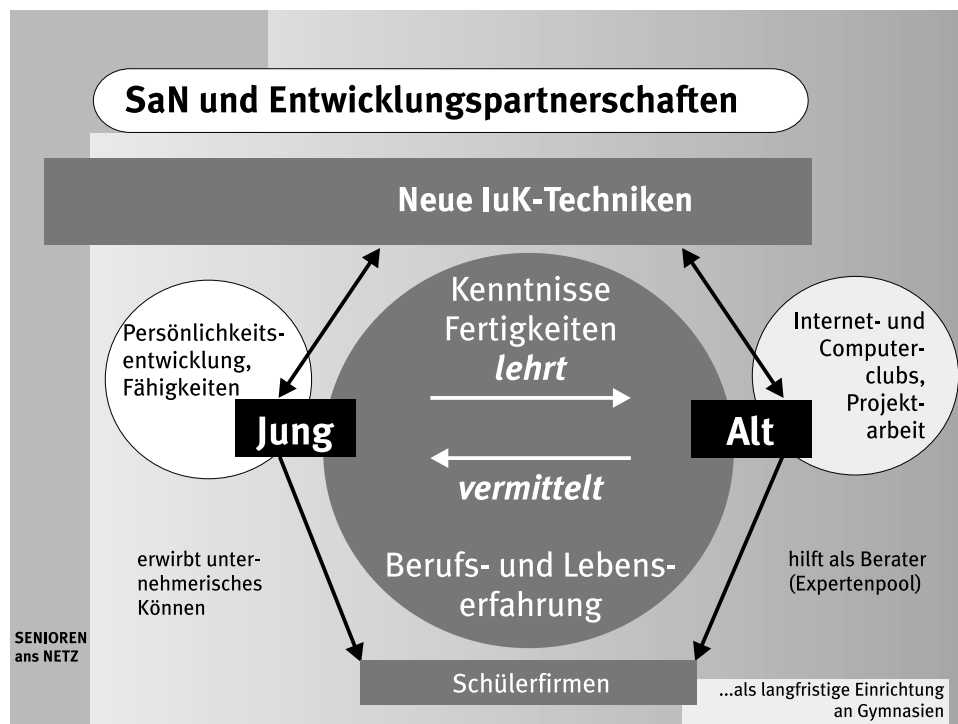 SaN und Entwicklungspartnerschaften
Neue IuK-Techniken
Kenntnisse
Fertigkeiten
lehrt
Persönlichkeits-
entwicklung,
Fähigkeiten
Internet- und
Computer-
clubs,
Projekt-
arbeit
Jung
Alt
vermittelt
Berufs- und Lebens-
erfahrung
erwirbt unter-
nehmerisches
Können
hilft als Berater
(Expertenpool)
SENIOREN
ans NETZ
Schülerfirmen
...als langfristige Einrichtung
an Gymnasien